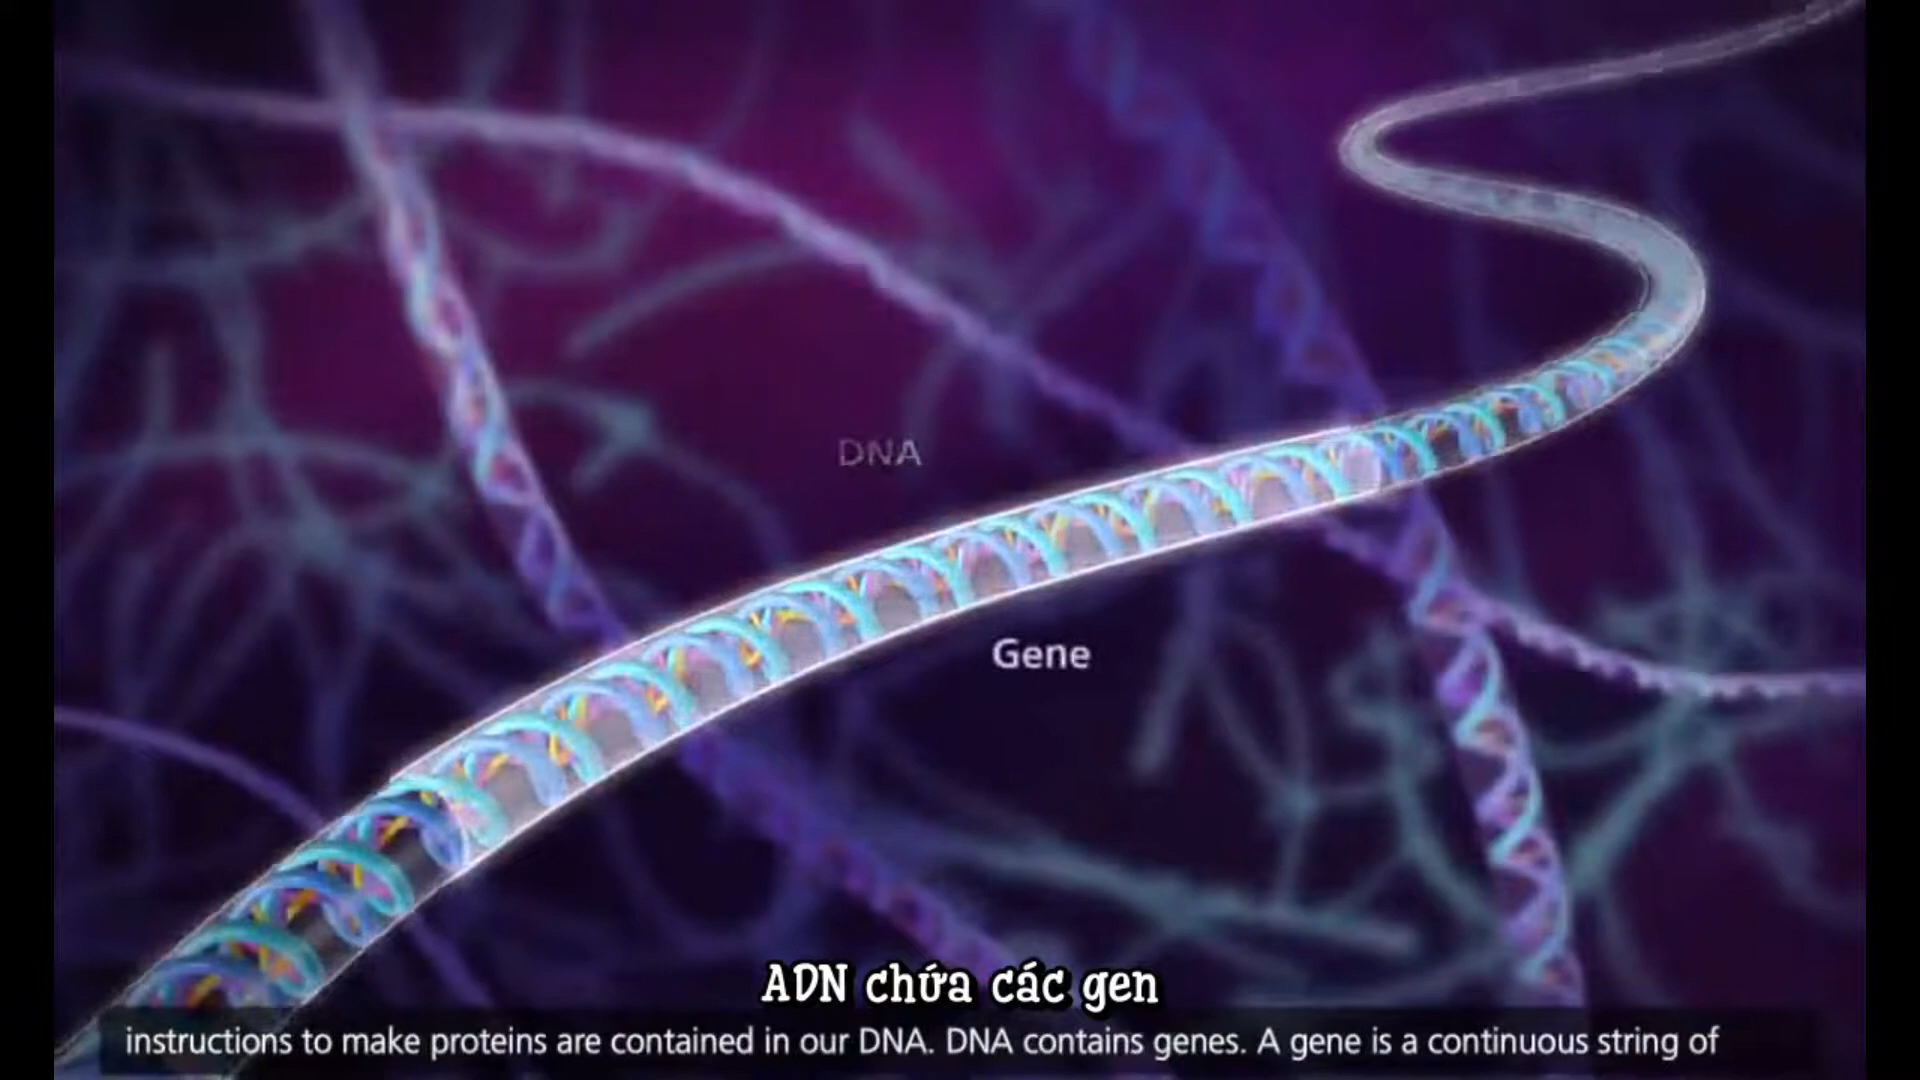 DNA
Gene
ADN chứa các gen
instructions to make proteins are contained in our DNA. DNA contains genes. A gene is a continuous string of